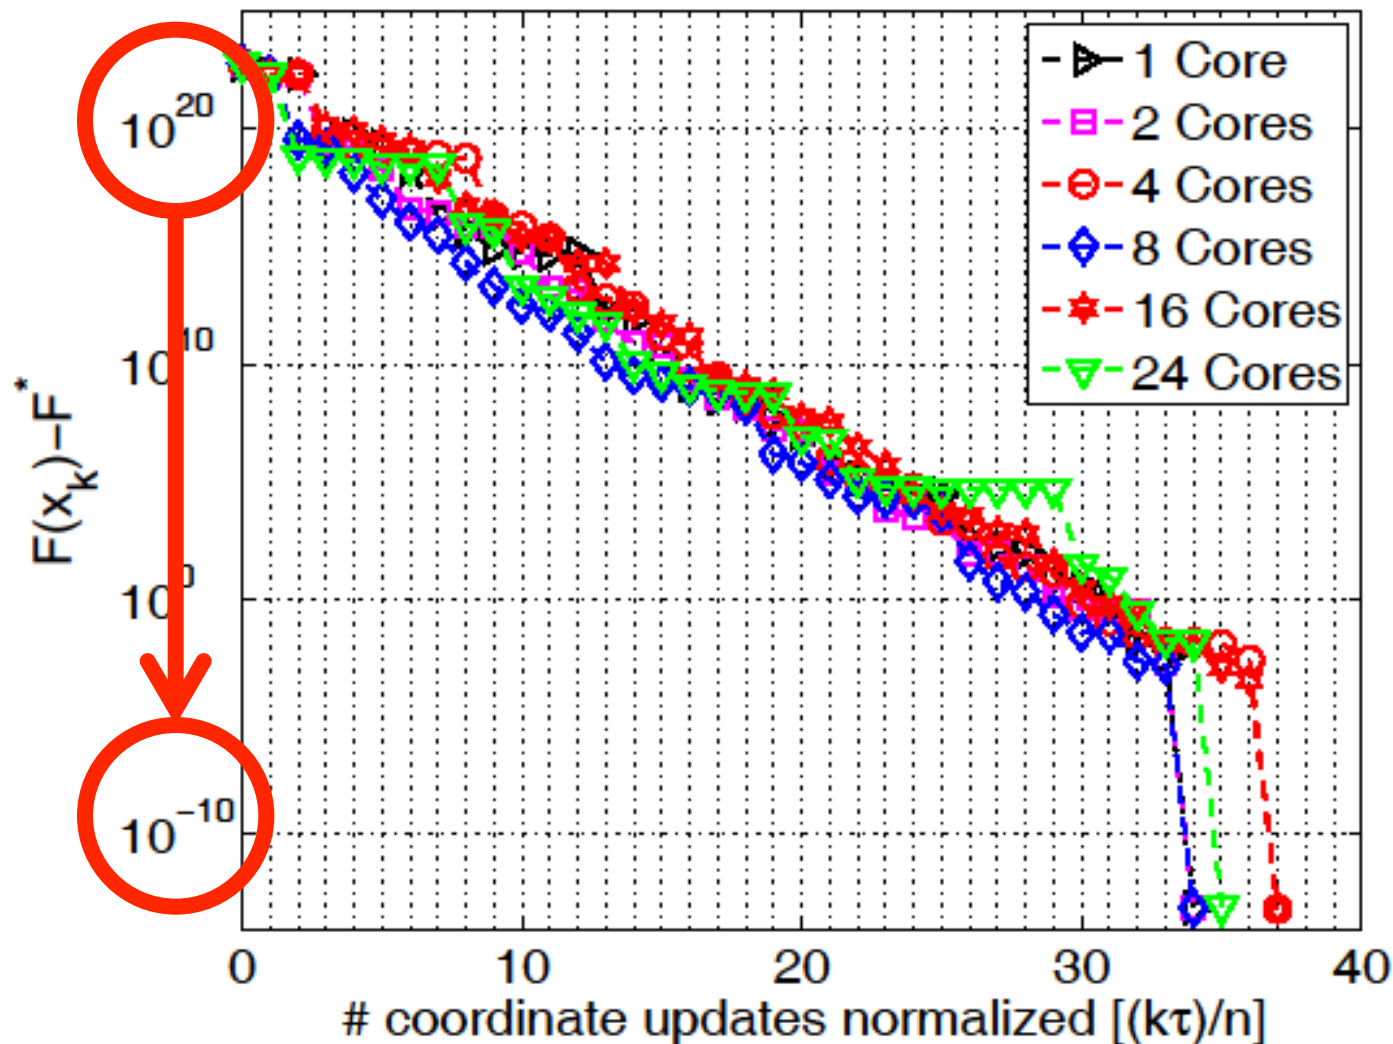 10^20
10^10
10^0
10^-10
F(x_k)-F*
1 Core
2 Cores
4 Cores
8 Cores
16 Cores
24 Cores
0 10 20 30 40
# coordinate updates normalized [(kτ)/n]